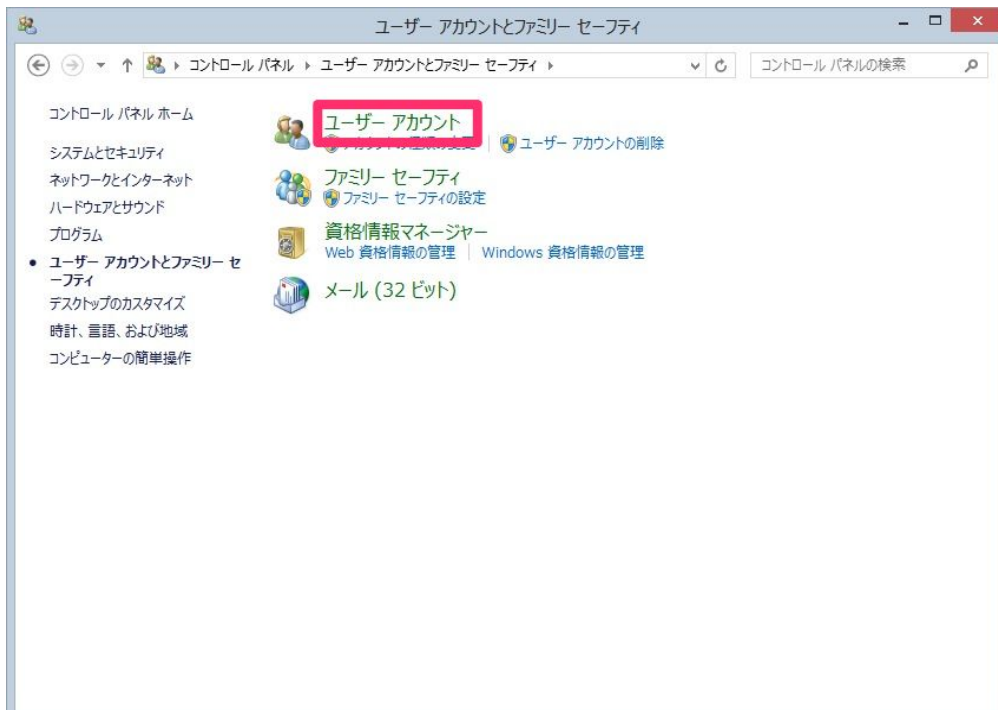 ユーザー アカウントとファミリー セーフティ
コントロール パネル ユーザー アカウントとファミリー セーフティ
コントロール パネルの検索
コントロール パネル ホーム
システムとセキュリティ
ネットワークとインターネット
ハードウェアとサウンド
プログラム
ユーザー アカウントとファミリー セ
ーフティ
デスクトップのカスタマイズ
時計、言語、および地域
コンピューターの簡単操作
ユーザー アカウント
ユーザー アカウントの削除
ファミリー セーフティ
ファミリー セーフティの設定
資格情報マネージャー
Web 資格情報の管理 Windows 資格情報の管理
メール (32 ビット)